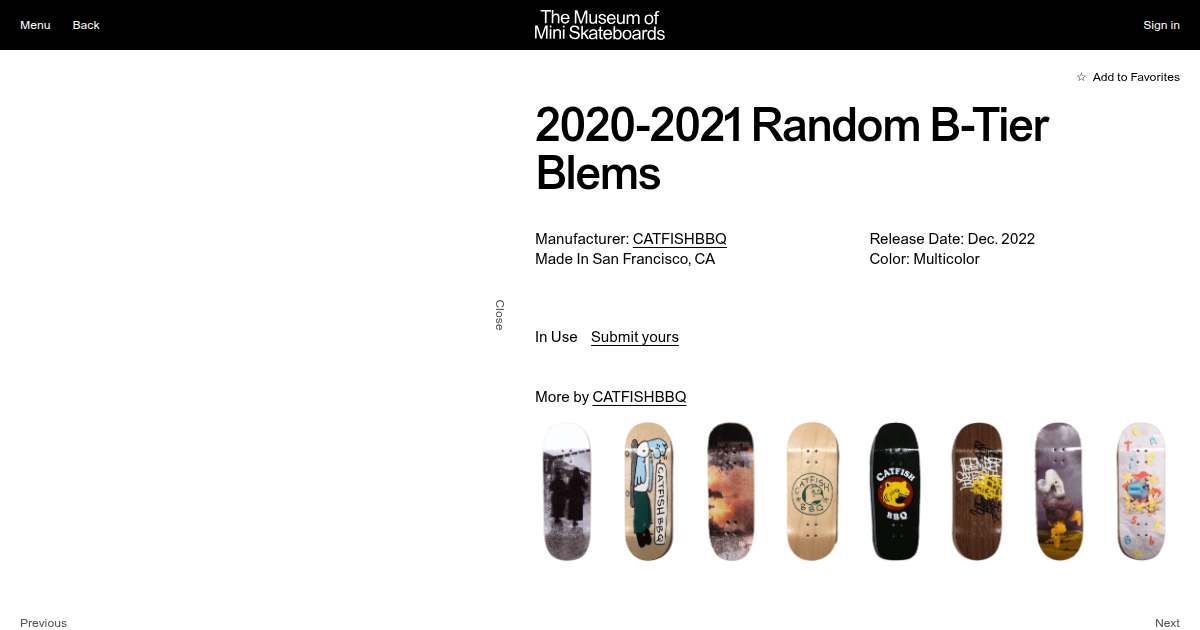 Menu
Back
The Museum of
Mini Skateboards
Sign in
☆ Add to Favorites
2020-2021 Random B-Tier
Blems
Manufacturer: CATFISHBBQ
Made In San Francisco, CA
Release Date: Dec. 2022
Color: Multicolor
Close
In Use
Submit yours
More by CATFISHBBQ
CATFISH BBQ
CATFISH
BBQ
CATFISH
BBQ
Previous
Next